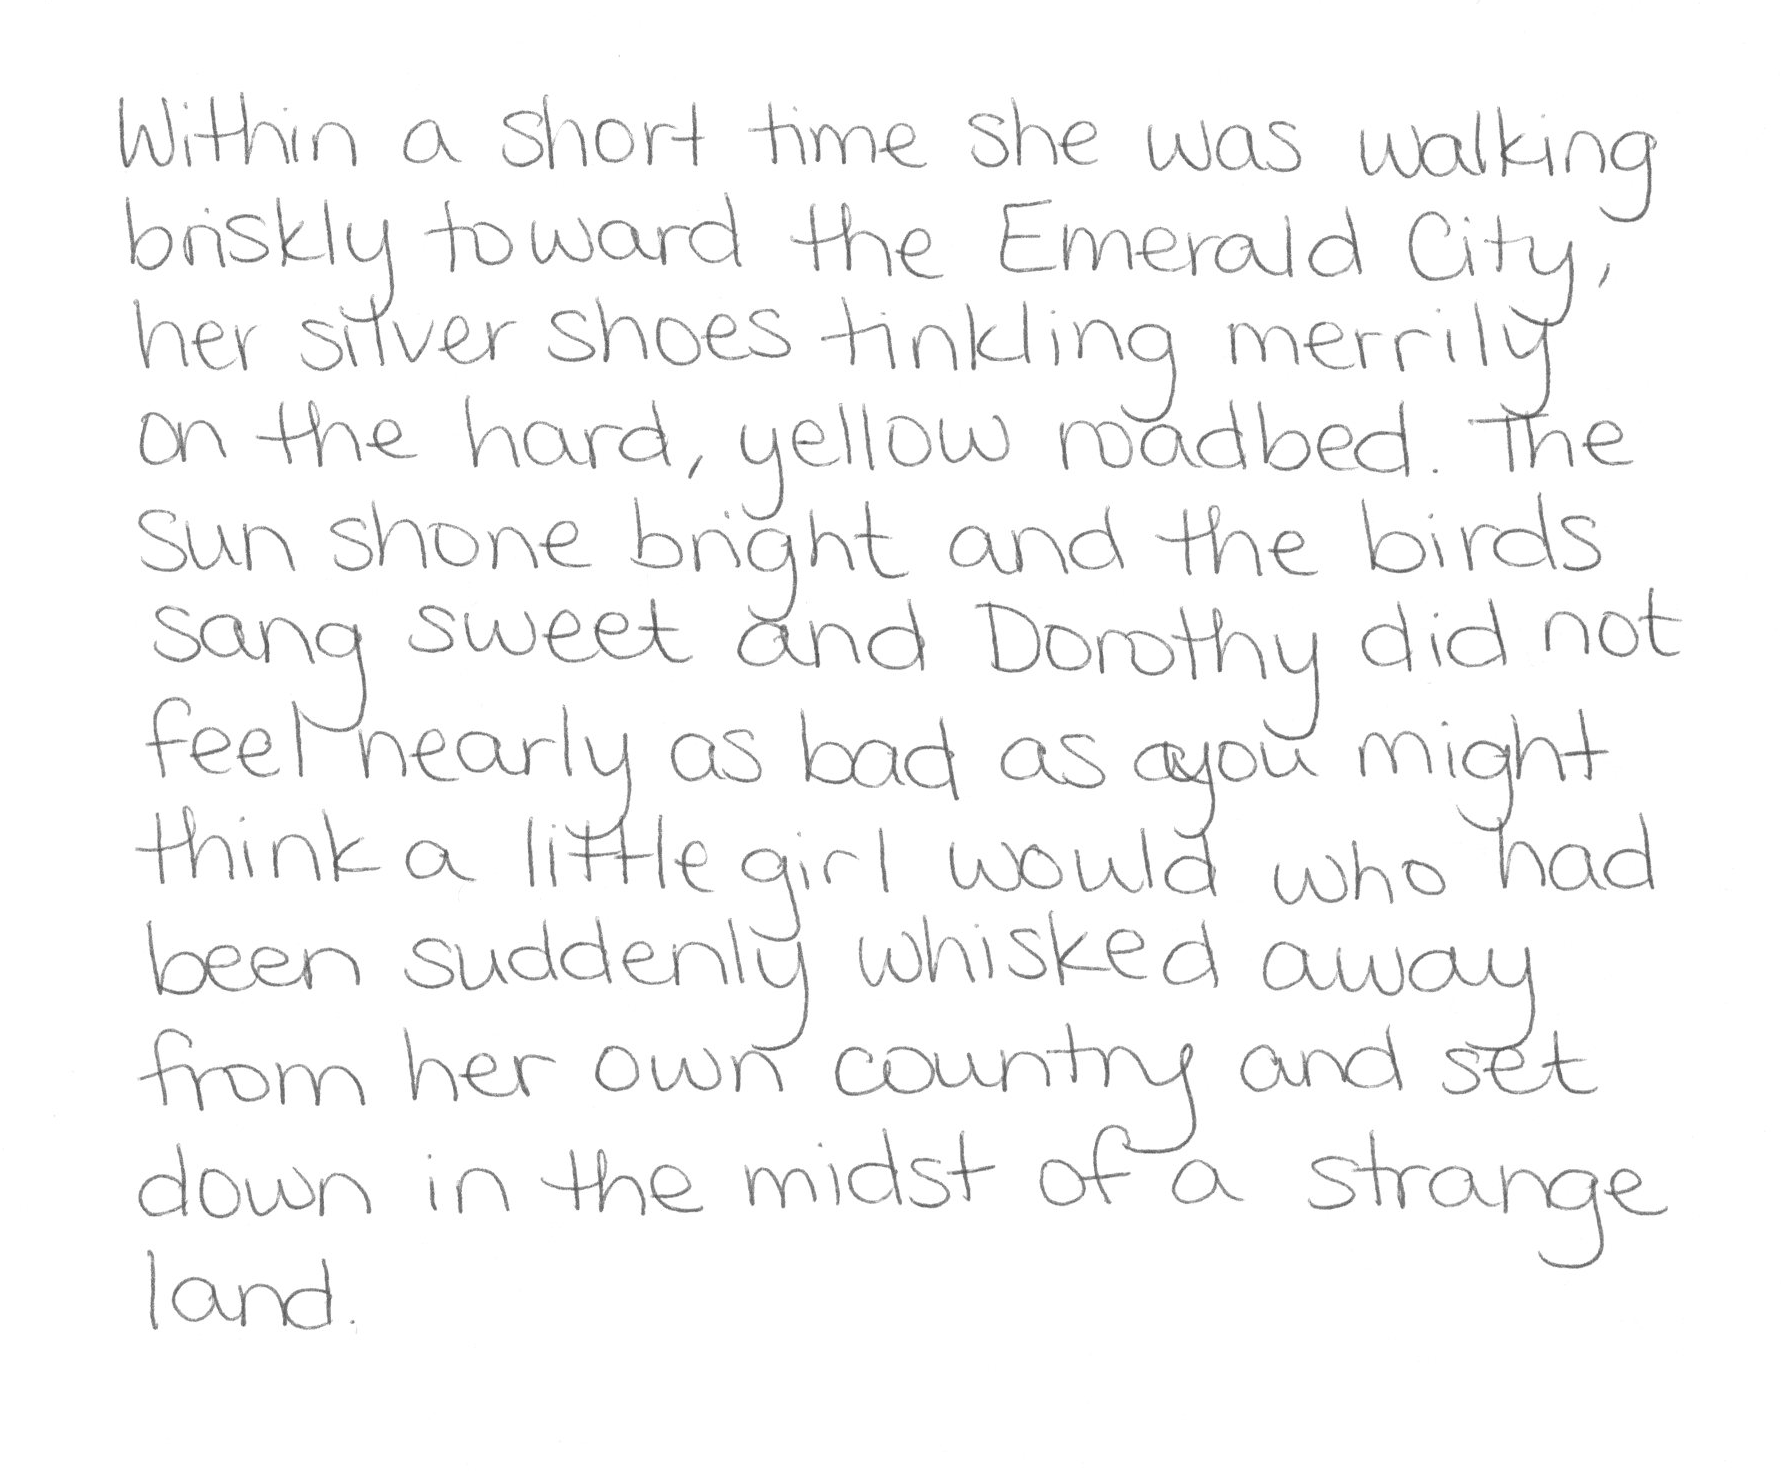 Within a short time she was walking
briskly toward the Emerald City,
her silver shoes tinkling merrily
on the hard, yellow roadbed. The
sun shone bright and the birds
sang sweet and Dorothy did not
feel nearly as bad as you might
think a little girl would who had
been suddenly whisked away
from her own country and set
down in the midst of a strange
land.